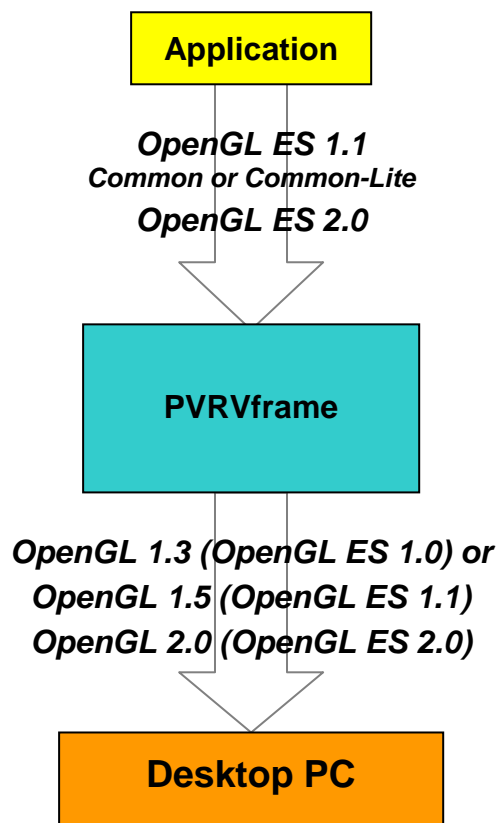 Application
OpenGL ES 1.1
Common or Common-Lite
OpenGL ES 2.0
PVRVframe
OpenGL 1.3 (OpenGL ES 1.0) or
OpenGL 1.5 (OpenGL ES 1.1)
OpenGL 2.0 (OpenGL ES 2.0)
Desktop PC